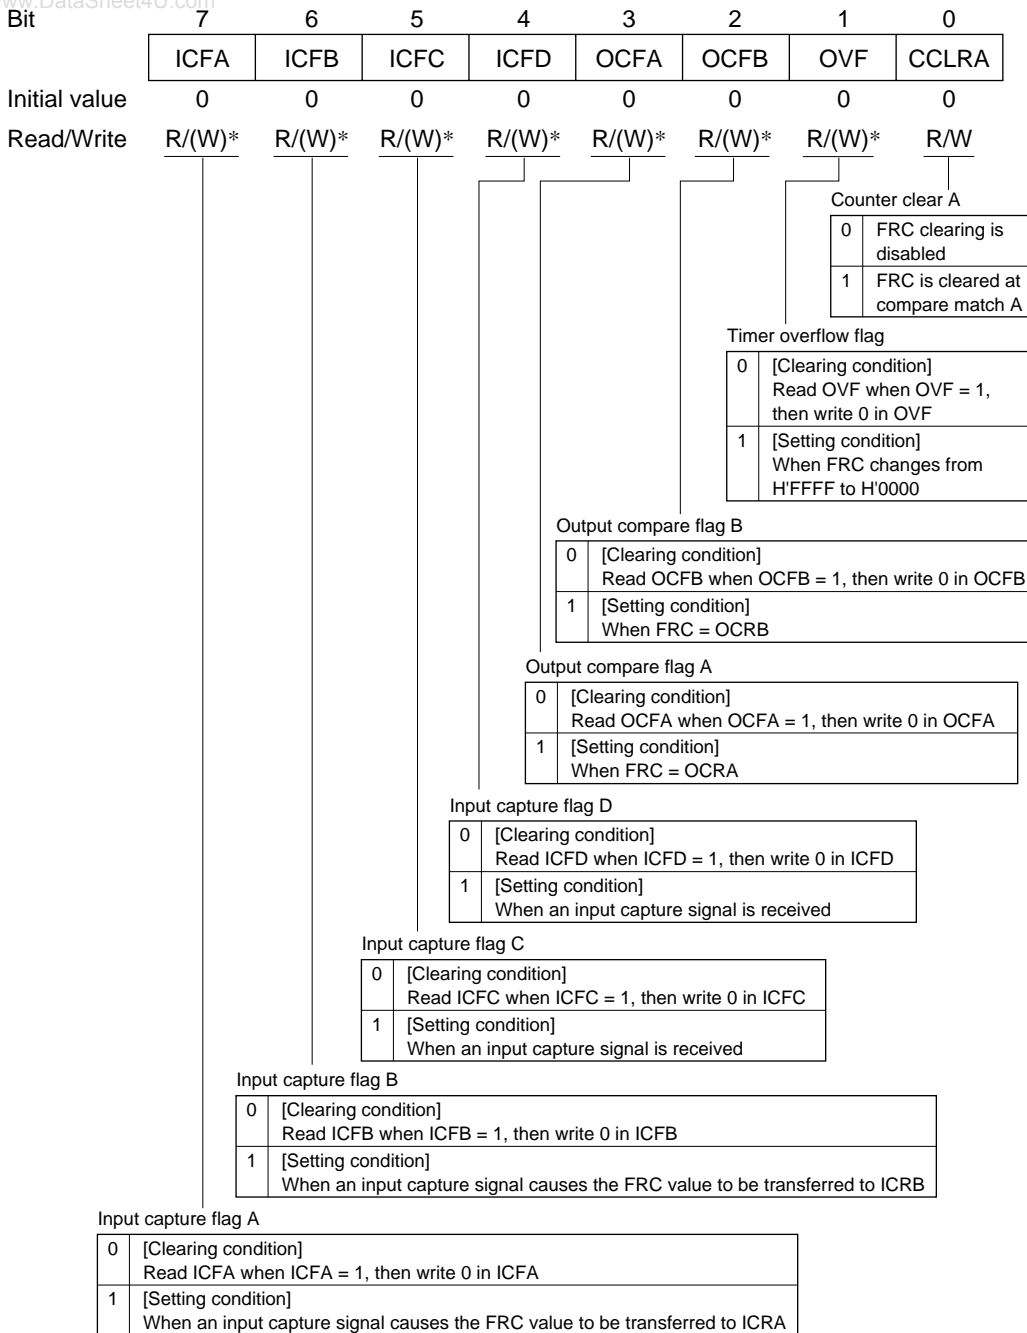 www.DataSheet4U.com
Bit 7 6 5 4 3 2 1 0
ICFA ICFB ICFC ICFD OCFA OCFB OVF CCLRA
Initial value 0 0 0 0 0 0 0 0
Read/Write R/(W)* R/(W)* R/(W)* R/(W)* R/(W)* R/(W)* R/(W)* R/W
Counter clear A
0 FRC clearing is
disabled
1 FRC is cleared at
compare match A
Timer overflow flag
0 [Clearing condition]
Read OVF when OVF = 1,
then write 0 in OVF
1 [Setting condition]
When FRC changes from
H'FFFF to H'0000
Output compare flag B
0 [Clearing condition]
Read OCFB when OCFB = 1, then write 0 in OCFB
1 [Setting condition]
When FRC = OCRB
Output compare flag A
0 [Clearing condition]
Read OCFA when OCFA = 1, then write 0 in OCFA
1 [Setting condition]
When FRC = OCRA
Input capture flag D
0 [Clearing condition]
Read ICFD when ICFD = 1, then write 0 in ICFD
1 [Setting condition]
When an input capture signal is received
Input capture flag C
0 [Clearing condition]
Read ICFC when ICFC = 1, then write 0 in ICFC
1 [Setting condition]
When an input capture signal is received
Input capture flag B
0 [Clearing condition]
Read ICFB when ICFB = 1, then write 0 in ICFB
1 [Setting condition]
When an input capture signal causes the FRC value to be transferred to ICRB
Input capture flag A
0 [Clearing condition]
Read ICFA when ICFA = 1, then write 0 in ICFA
1 [Setting condition]
When an input capture signal causes the FRC value to be transferred to ICRA